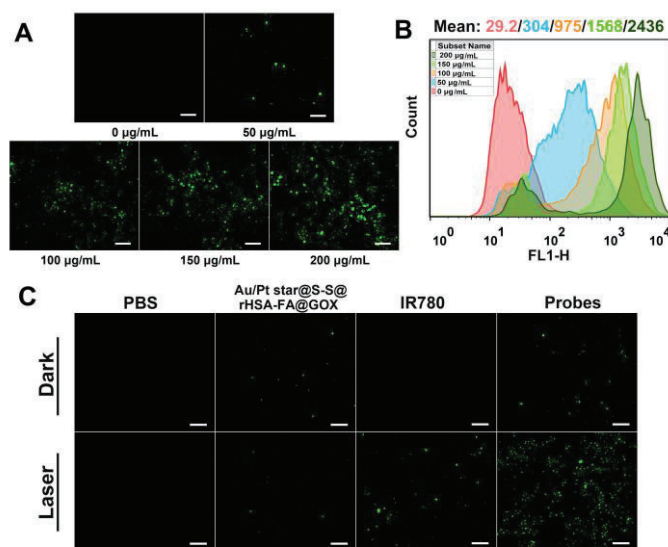 A
0 µg/mL
50 µg/mL
100 µg/mL
150 µg/mL
200 µg/mL
B
Mean: 29.2/304/975/1568/2436
Subset Name
200 µg/mL
150 µg/mL
100 µg/mL
50 µg/mL
0 µg/mL
Count
10⁰ 10¹ 10² 10³ 10⁴
FL1-H
C
PBS
Au/Pt star@S-S@
rHSA-FA@GOX
IR780
Probes
Dark
Laser